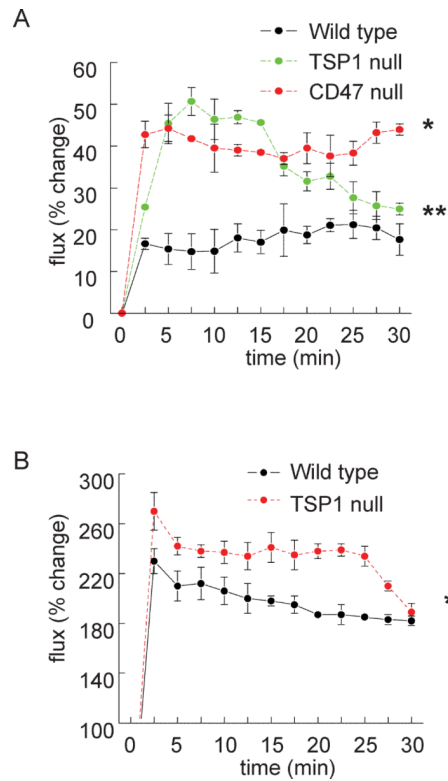 A
Wild type
TSP1 null
CD47 null
60
50
40
30
20
10
0
flux (% change)
*
**
0 5 10 15 20 25 30
time (min)
B
Wild type
TSP1 null
300
260
220
180
140
100
flux (% change)
*
0 5 10 15 20 25 30
time (min)